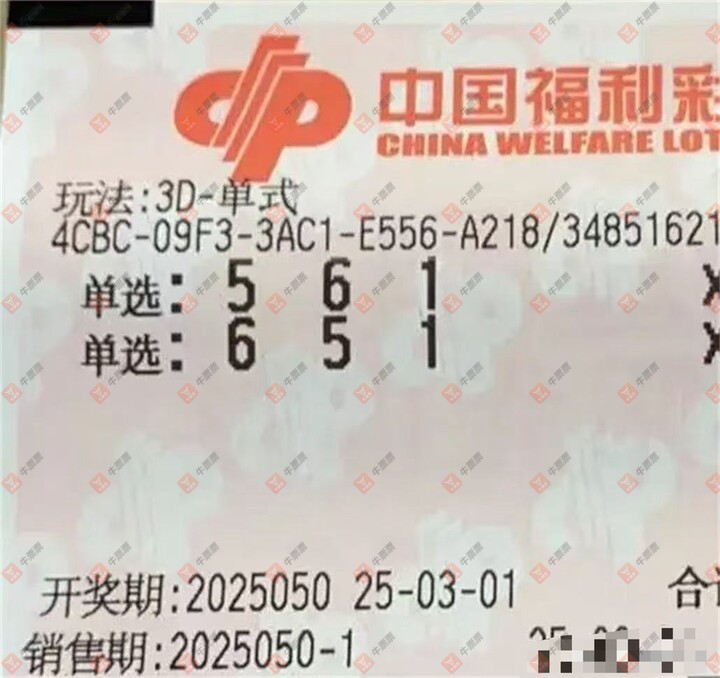 中国福利彩
CHINA WELFARE LOT
玩法:3D-单式
4CBC-09F3-3AC1-E556-A218/34851621
单选: 5 6 1
单选: 6 5 1
开奖期:2025050 25-03-01 合
销售期:2025050-1